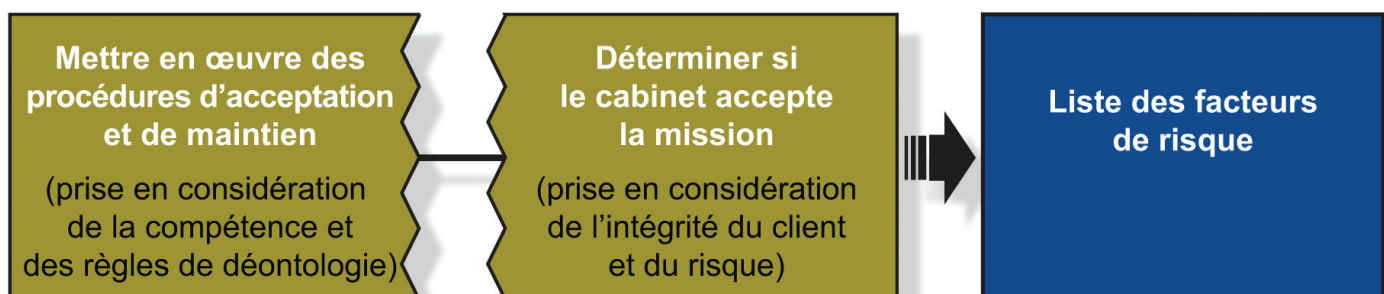 Mettre en œuvre des
procédures d’acceptation
et de maintien
(prise en considération
de la compétence et
des règles de déontologie)
Déterminer si
le cabinet accepte
la mission
(prise en considération
de l’intégrité du client
et du risque)
Liste des facteurs
de risque